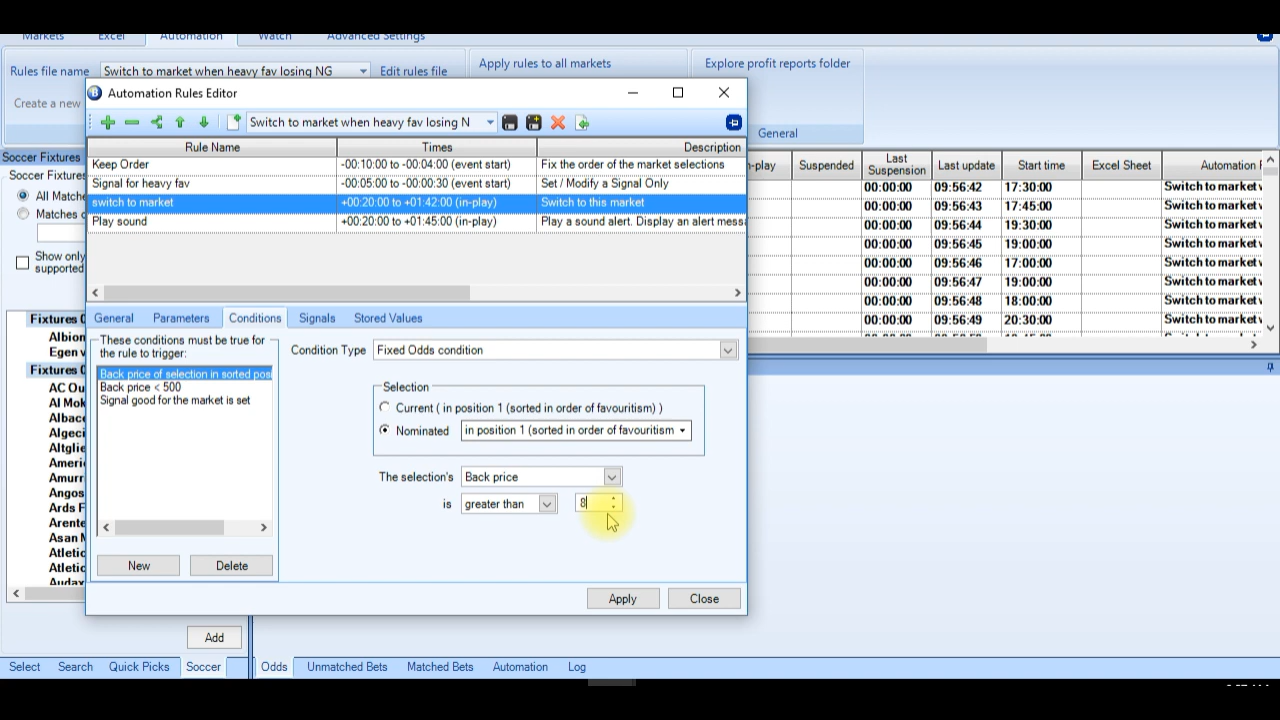 Markets Excel Automation Watch Advanced Settings
Rules file name Switch to market when heavy fav losing NG Edit rules file Apply rules to all markets Explore profit reports folder
Create a new
General
Automation Rules Editor
Switch to market when heavy fav losing N
Rule Name Times Description
Keep Order -00:10:00 to -00:04:00 (event start) Fix the order of the market selections
Signal for heavy fav -00:05:00 to -00:00:30 (event start) Set / Modify a Signal Only
switch to market +00:20:00 to +01:42:00 (in-play) Switch to this market
Play sound +00:20:00 to +01:45:00 (in-play) Play a sound alert. Display an alert messa
General Parameters Conditions Signals Stored Values
These conditions must be true for
the rule to trigger:
Back price of selection in sorted posi
Back price < 500
Signal good for the market is set
New Delete
Condition Type Fixed Odds condition
Selection
Current ( in position 1 (sorted in order of favouritism) )
Nominated in position 1 (sorted in order of favouritism
The selection's Back price
is greater than 8
Apply Close
Soccer Fixtures
Soccer Fixtures
All Matche
Matches o
Show only
supported
Fixtures
Albion
Egen v
Fixtures
AC Ou
Al Mok
Albac
Algeci
Altglie
Ameri
Amurr
Angos
Ards F
Arente
Asan M
Atletic
Atletic
Audax
Add
n-play Suspended Last Suspension Last update Start time Excel Sheet Automation F
00:00:00 09:56:42 17:30:00 Switch to market v
00:00:00 09:56:43 17:45:00 Switch to market v
00:00:00 09:56:44 19:30:00 Switch to market v
00:00:00 09:56:45 19:00:00 Switch to market v
00:00:00 09:56:46 17:00:00 Switch to market v
00:00:00 09:56:47 19:00:00 Switch to market v
00:00:00 09:56:48 18:00:00 Switch to market v
00:00:00 09:56:49 20:30:00 Switch to market v
Select Search Quick Picks Soccer Odds Unmatched Bets Matched Bets Automation Log